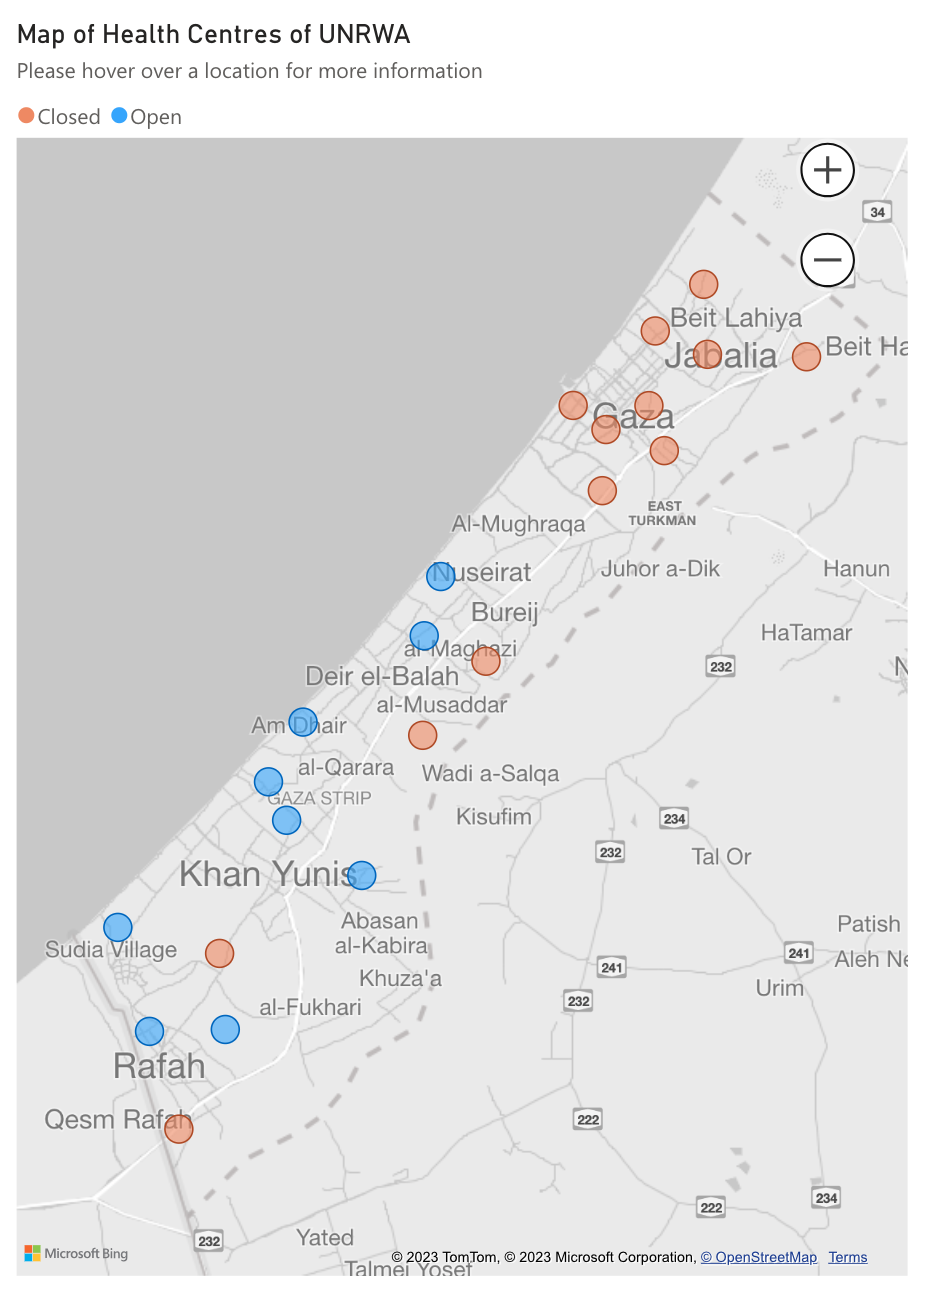 Map of Health Centres of UNRWA
Please hover over a location for more information
Closed Open
34
Beit Lahiya
Jabalia
Beit Ha
Gaza
EAST
TURKMAN
Al-Mughraqa
Nuseirat
Juhor a-Dik
Hanun
Bureij
HaTamar
al-Maghazi
232
N
Deir el-Balah
al-Musaddar
Am Dhair
al-Qarara
Wadi a-Salqa
GAZA STRIP
Kisufim
234
232
Tal Or
Khan Yunis
Abasan
al-Kabira
Patish
Sudia Village
241
Aleh Ne
241
Khuza'a
Urim
232
al-Fukhari
Rafah
Qesm Rafah
222
234
222
Yated
232
Microsoft Bing
© 2023 TomTom, © 2023 Microsoft Corporation, © OpenStreetMap Terms
Talmei Yosef